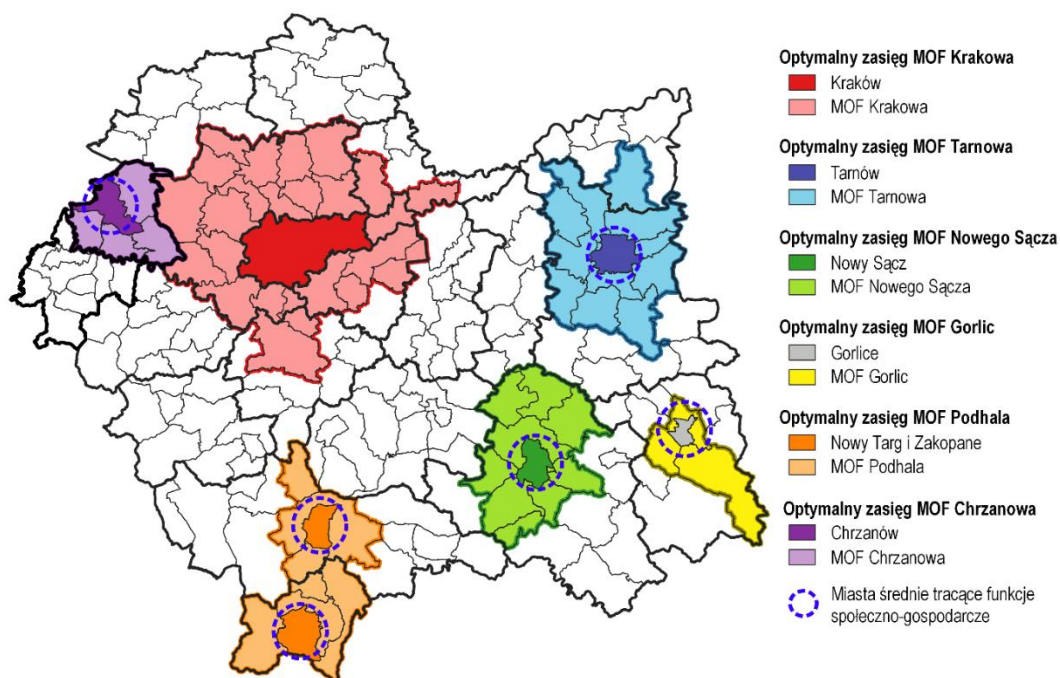 Optymalny zasięg MOF Krakowa
Kraków
MOF Krakowa
Optymalny zasięg MOF Tarnowa
Tarnów
MOF Tarnowa
Optymalny zasięg MOF Nowego Sącza
Nowy Sącz
MOF Nowego Sącza
Optymalny zasięg MOF Gorlic
Gorlice
MOF Gorlic
Optymalny zasięg MOF Podhala
Nowy Targ i Zakopane
MOF Podhala
Optymalny zasięg MOF Chrzanowa
Chrzanów
MOF Chrzanowa
Miasta średnie tracące funkcje
społeczno-gospodarcze